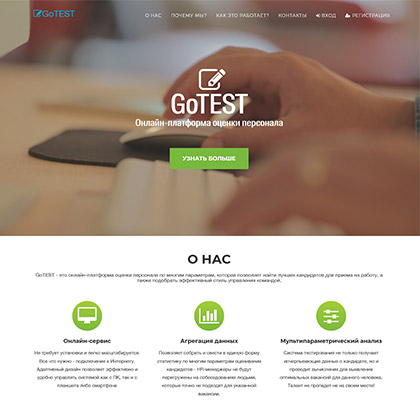 GoTEST
О НАС
ПОЧЕМУ МЫ?
КАК ЭТО РАБОТАЕТ?
КОНТАКТЫ
ВХОД
РЕГИСТРАЦИЯ
GoTEST
Онлайн-платформа оценки персонала
УЗНАТЬ БОЛЬШЕ
О НАС
GoTEST - это онлайн-платформа оценки персонала по многим параметрам, которая позволяет найти лучших кандидатов для приема на работу, а
также подобрать эффективный стиль управления командой.
Онлайн-сервис
Не требует установки и легко масштабируется.
Все что нужно - подключение к Интернету.
Адаптивный дизайн позволяет эффективно и
удобно управлять системой как с ПК, так и с
планшета либо смартфона
Агрегация данных
Позволяет собрать и свести в единую форму
статистику по многим параметрам оценивания
кандидатов - HR-менеджеры не будут
перегружены на собеседованиях людьми,
которые точно не подходят для указанной
вакансии.
Мультипараметрический анализ
Система тестирования не только получает
исчерпывающие данные о кандидате, но и
проводит вычисления для выявления
оптимальной вакансии для данного человека.
Талант не пропадет не на своем месте!